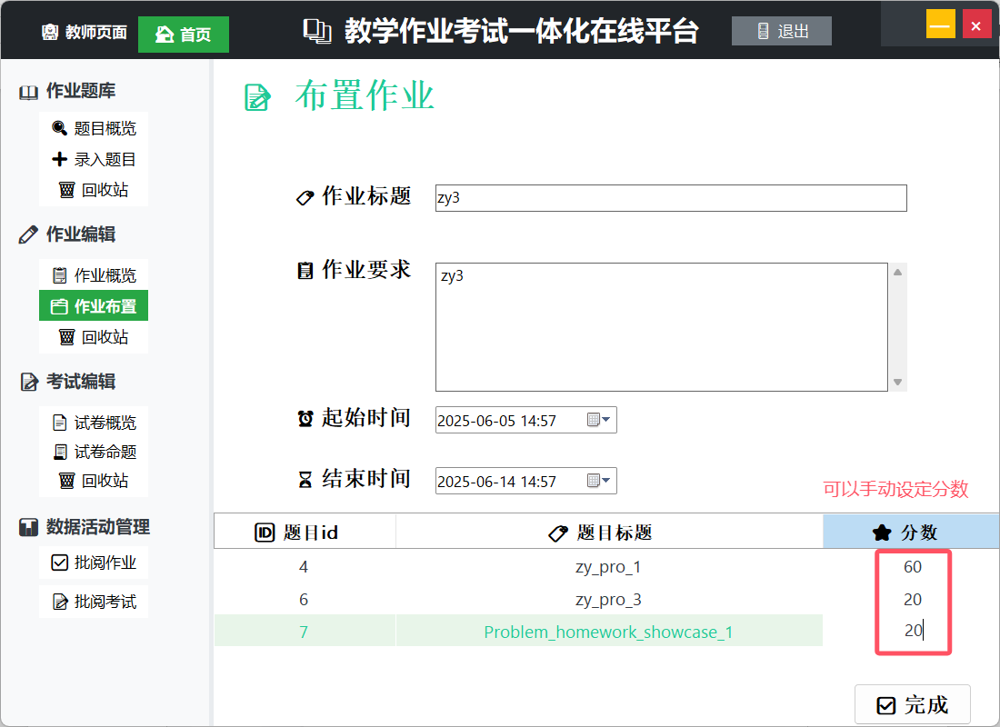 教师页面 首页 教学作业考试一体化在线平台 退出
作业题库
题目概览
录入题目
回收站
作业编辑
作业概览
作业布置
回收站
考试编辑
试卷概览
试卷命题
回收站
数据活动管理
批阅作业
批阅考试
布置作业
作业标题 zy3
作业要求 zy3
起始时间 2025-06-05 14:57
结束时间 2025-06-14 14:57
可以手动设定分数
ID 题目id 题目标题 分数
4 zy_pro_1 60
6 zy_pro_3 20
7 Problem_homework_showcase_1 20
完成